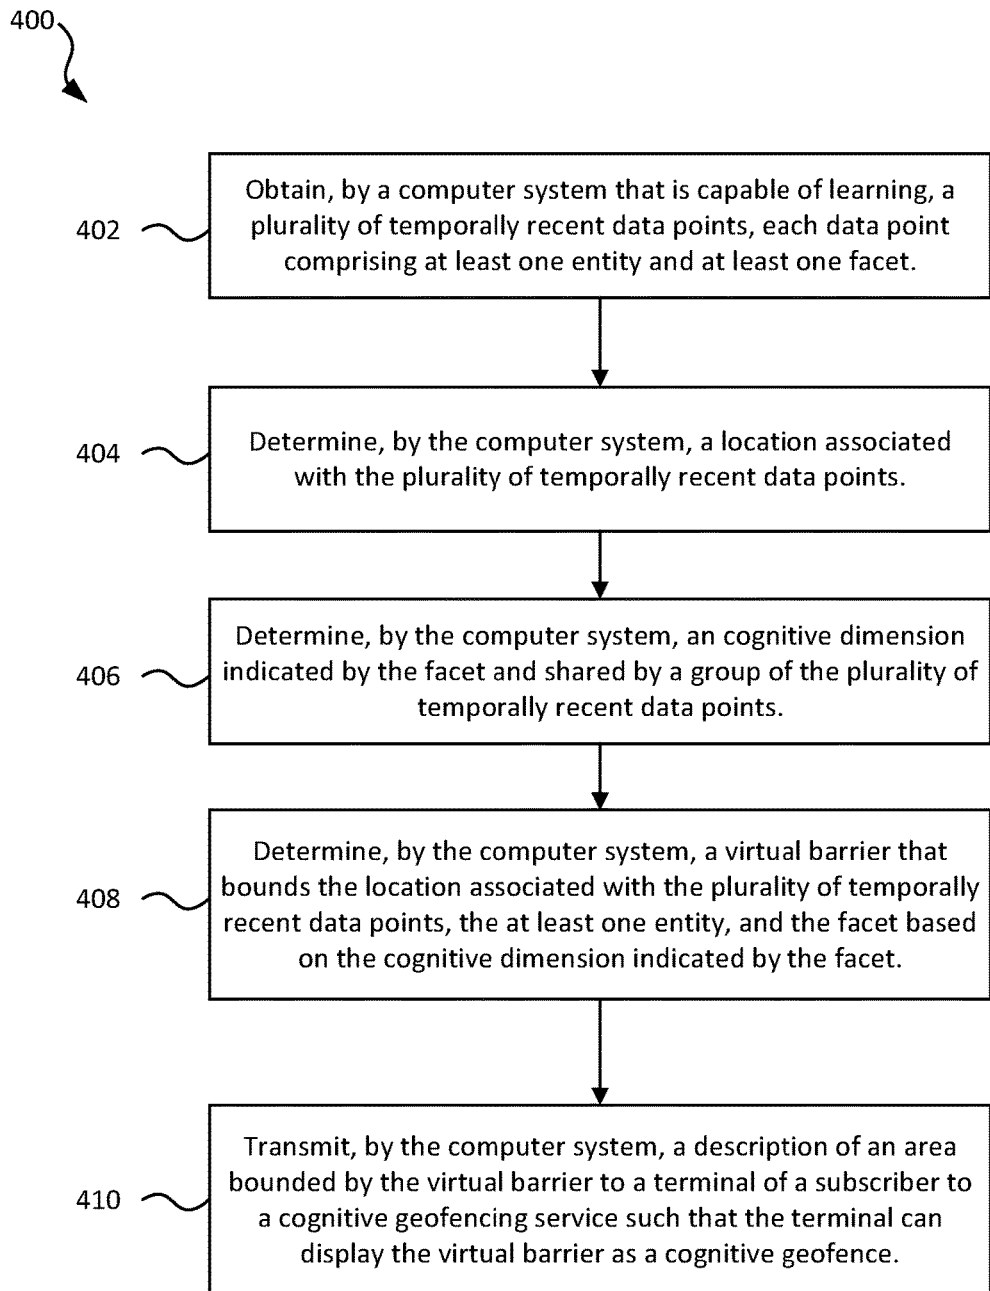 400
402
Obtain, by a computer system that is capable of learning, a
plurality of temporally recent data points, each data point
comprising at least one entity and at least one facet.
404
Determine, by the computer system, a location associated
with the plurality of temporally recent data points.
406
Determine, by the computer system, an cognitive dimension
indicated by the facet and shared by a group of the plurality of
temporally recent data points.
408
Determine, by the computer system, a virtual barrier that
bounds the location associated with the plurality of temporally
recent data points, the at least one entity, and the facet based
on the cognitive dimension indicated by the facet.
410
Transmit, by the computer system, a description of an area
bounded by the virtual barrier to a terminal of a subscriber to
a cognitive geofencing service such that the terminal can
display the virtual barrier as a cognitive geofence.